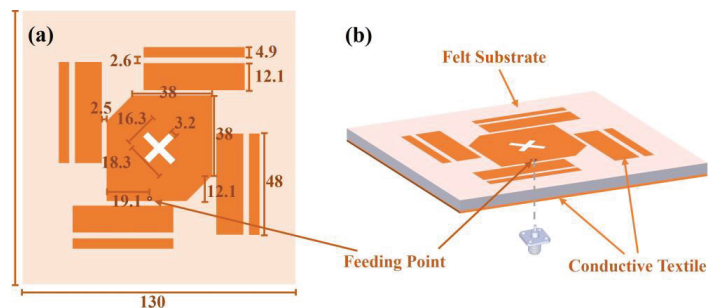 (a)
(b)
2.6
4.9
12.1
Felt Substrate
38
2.5
16.3
3.2
38
18.3
48
12.1
19.1
Feeding Point
Conductive Textile
130